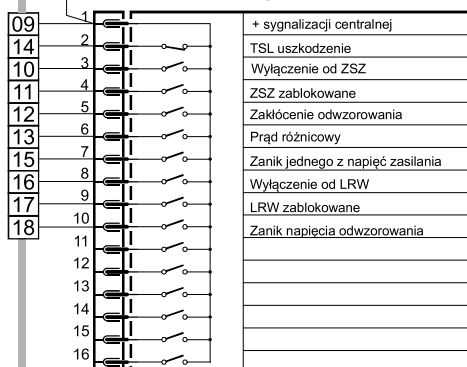 09 1 + sygnalizacji centralnej
14 2 TSL uszkodzenie
10 3 Wyłączenie od ZSZ
11 4 ZSZ zablokowane
12 5 Zakłócenie odwzorowania
13 6 Prąd różnicowy
15 7 Zanik jednego z napięć zasilania
16 8 Wyłączenie od LRW
17 9 LRW zablokowane
18 10 Zanik napięcia odwzorowania
11
12
13
14
15
16